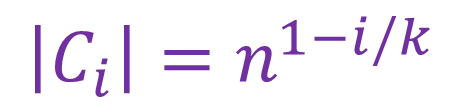 |C_i| = n^{1-i/k}